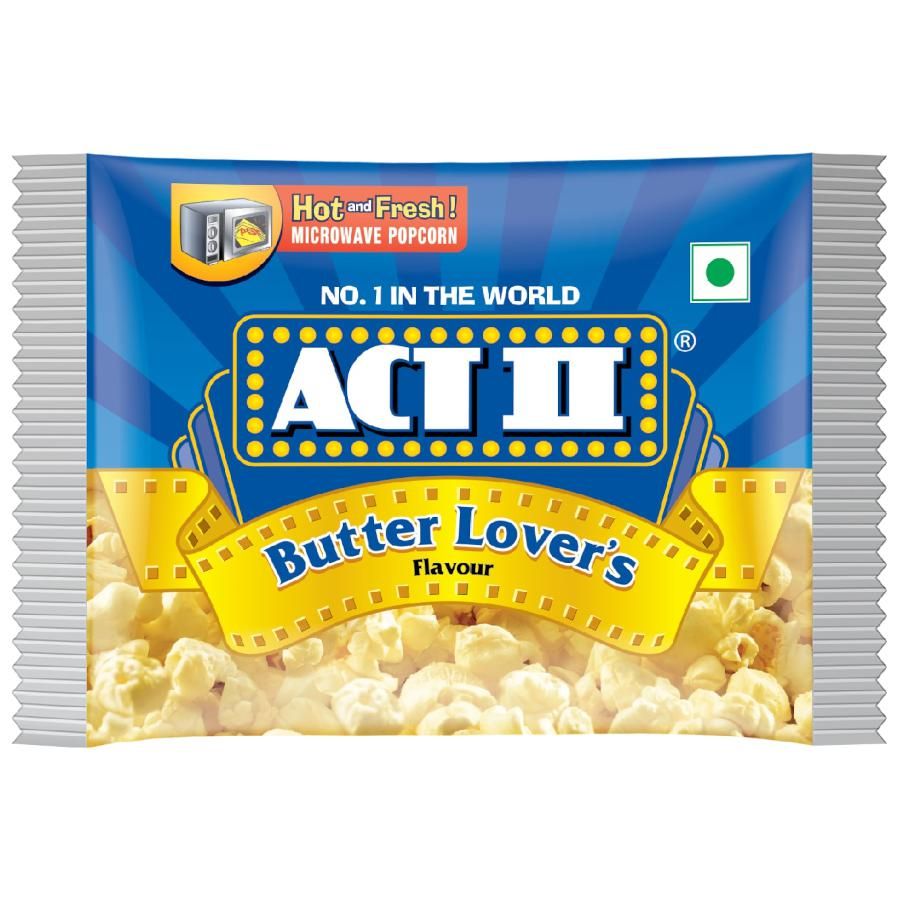 Hot and Fresh!
MICROWAVE POPCORN
NO. 1 IN THE WORLD
ACT II ®
Butter Lover's
Flavour